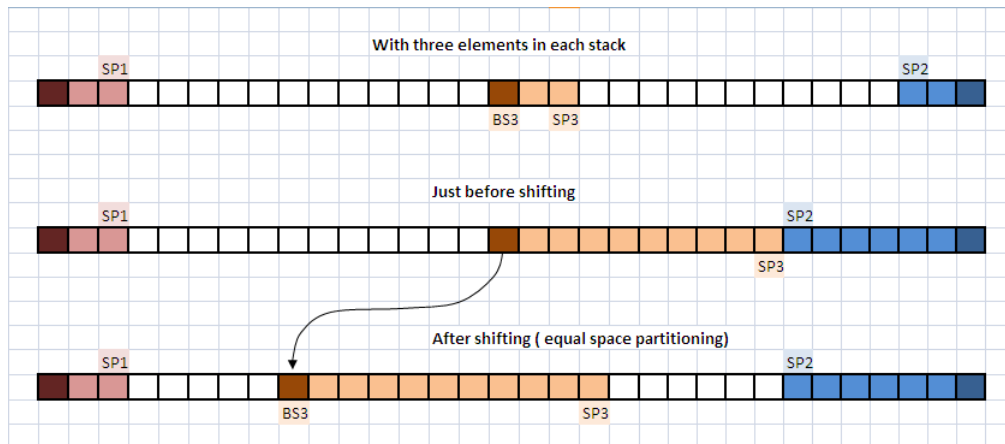 With three elements in each stack
SP1 SP2
BS3 SP3
Just before shifting
SP1 SP2
SP3
After shifting ( equal space partitioning)
SP1 SP2
BS3 SP3